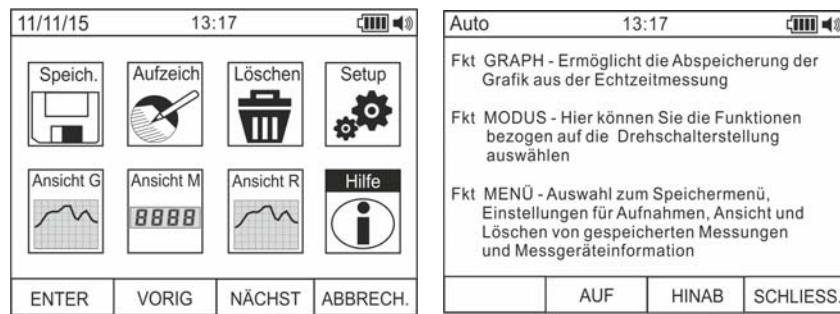 11/11/15 13:17
Speich. Aufzeich Löschen Setup
Ansicht G Ansicht M Ansicht R Hilfe
8888
ENTER VORIG NÄCHST ABBRECH.
Auto 13:17
Fkt GRAPH - Ermöglicht die Abspeicherung der
Grafik aus der Echtzeitmessung
Fkt MODUS - Hier können Sie die Funktionen
bezogen auf die Drehschalterstellung
auswählen
Fkt MENÜ - Auswahl zum Speichermenü,
Einstellungen für Aufnahmen, Ansicht und
Löschen von gespeicherten Messungen
und Messgeräteinformation
AUF HINAB SCHLIESS.